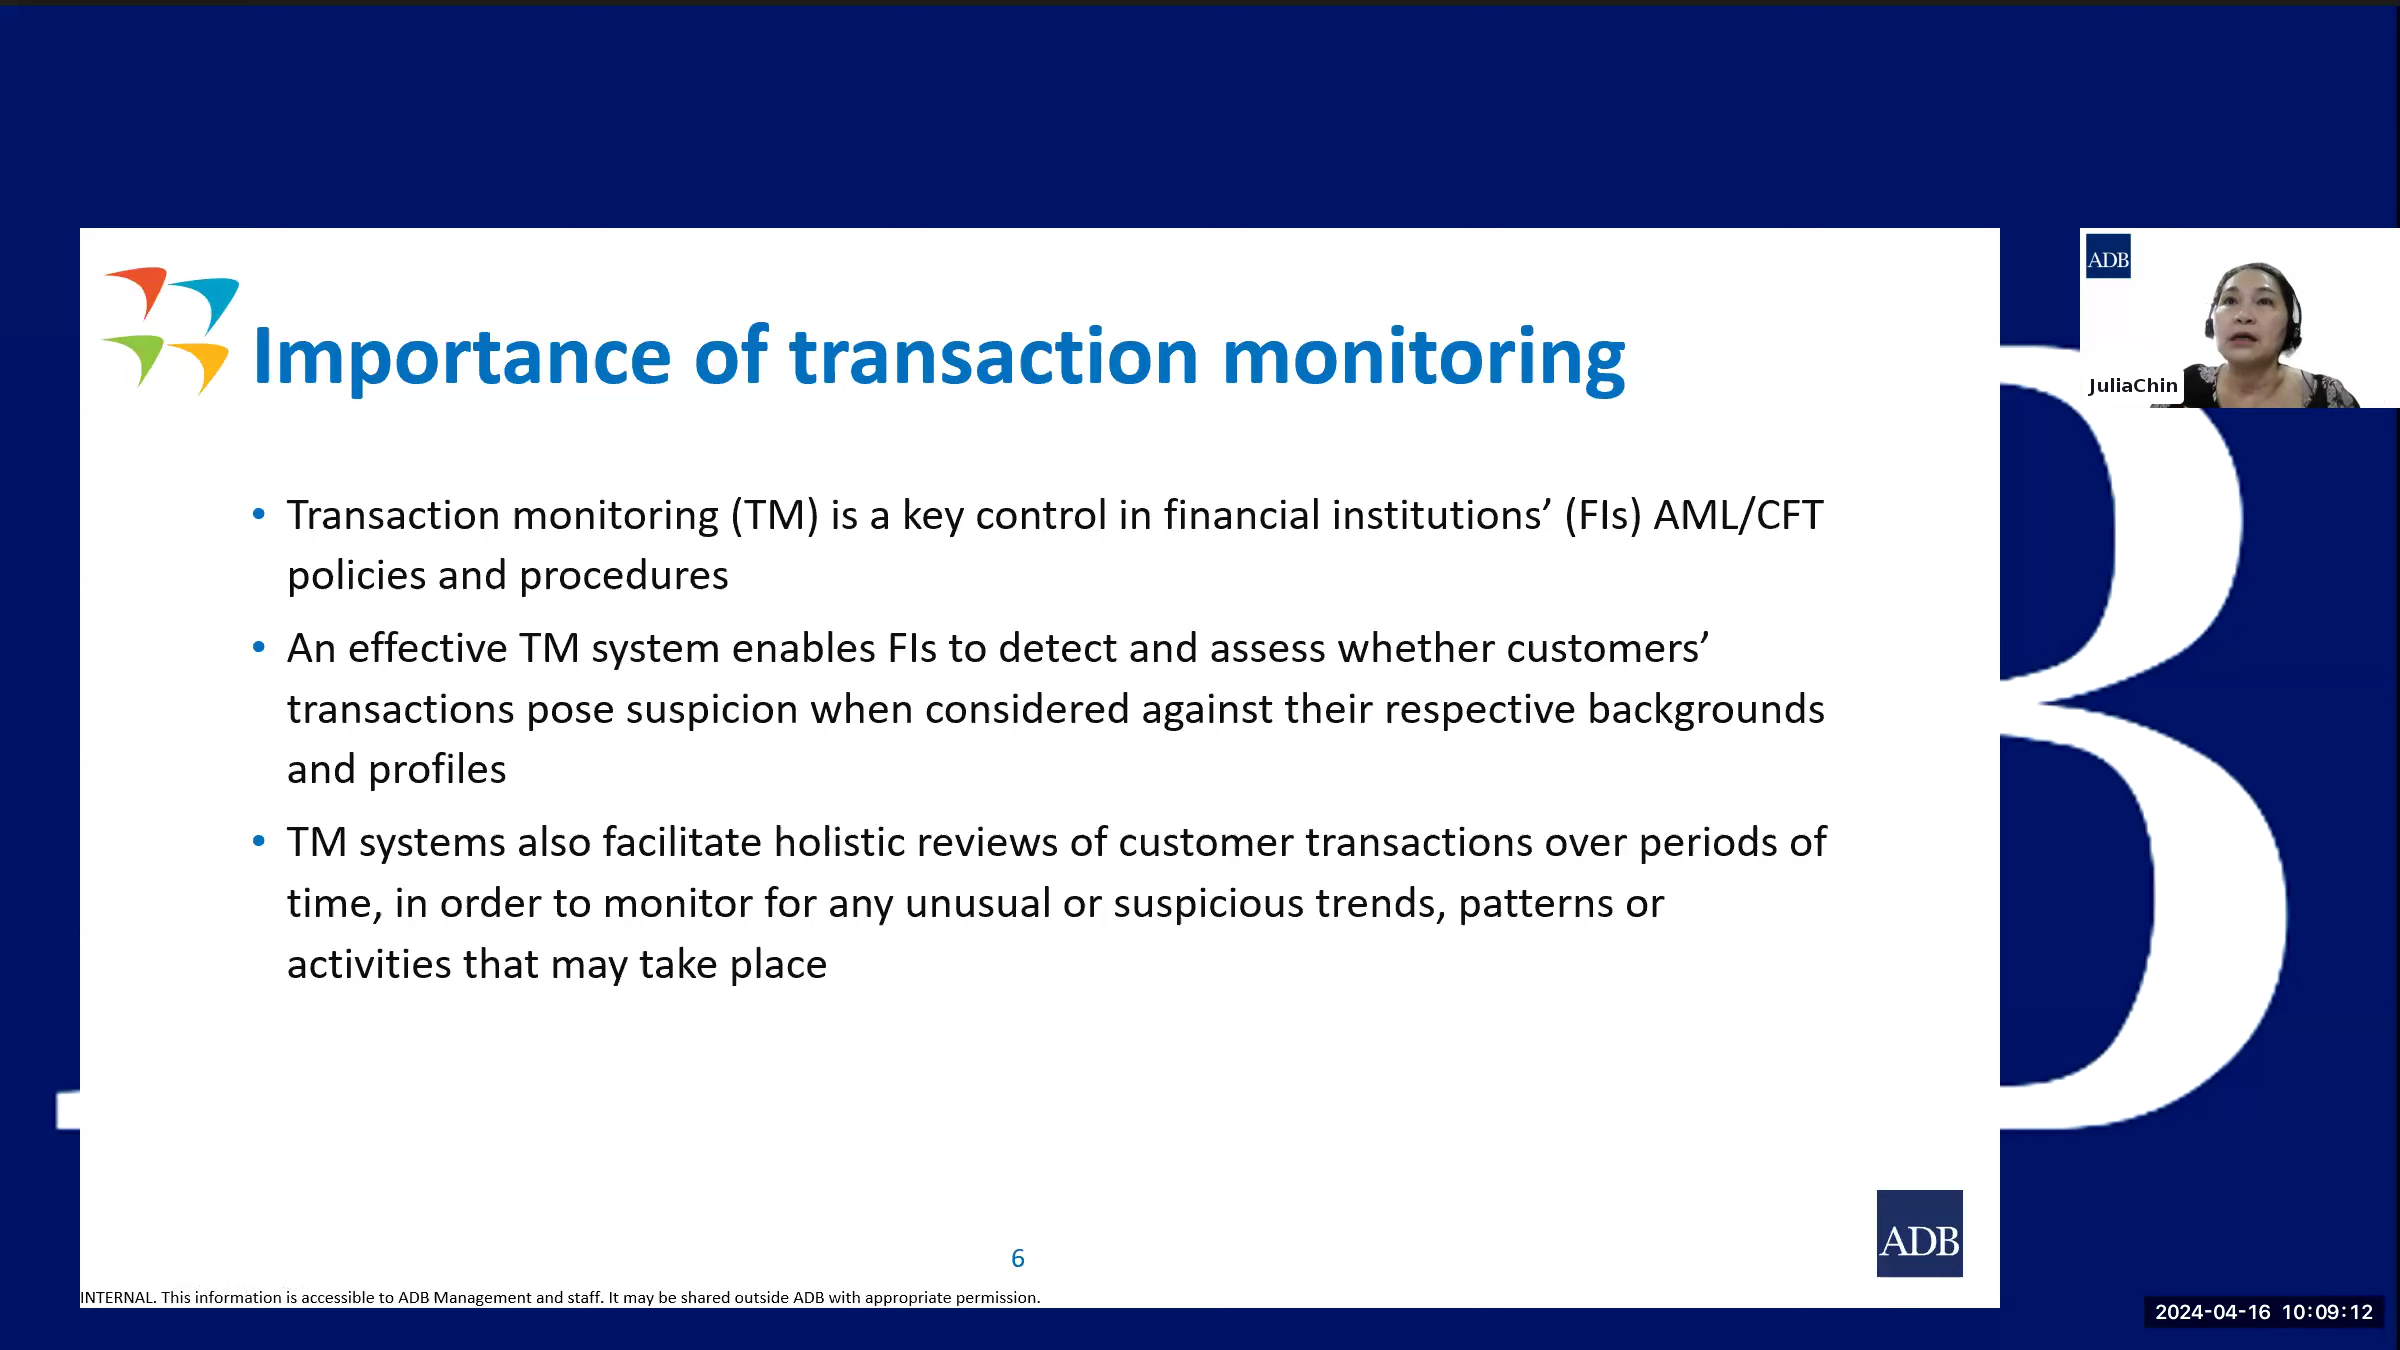 Importance of transaction monitoring
• Transaction monitoring (TM) is a key control in financial institutions’ (FIs) AML/CFT
policies and procedures
• An effective TM system enables FIs to detect and assess whether customers’
transactions pose suspicion when considered against their respective backgrounds
and profiles
• TM systems also facilitate holistic reviews of customer transactions over periods of
time, in order to monitor for any unusual or suspicious trends, patterns or
activities that may take place
ADB
6
INTERNAL. This information is accessible to ADB Management and staff. It may be shared outside ADB with appropriate permission.
ADB
JuliaChin
B
2024-04-16 10:09:12